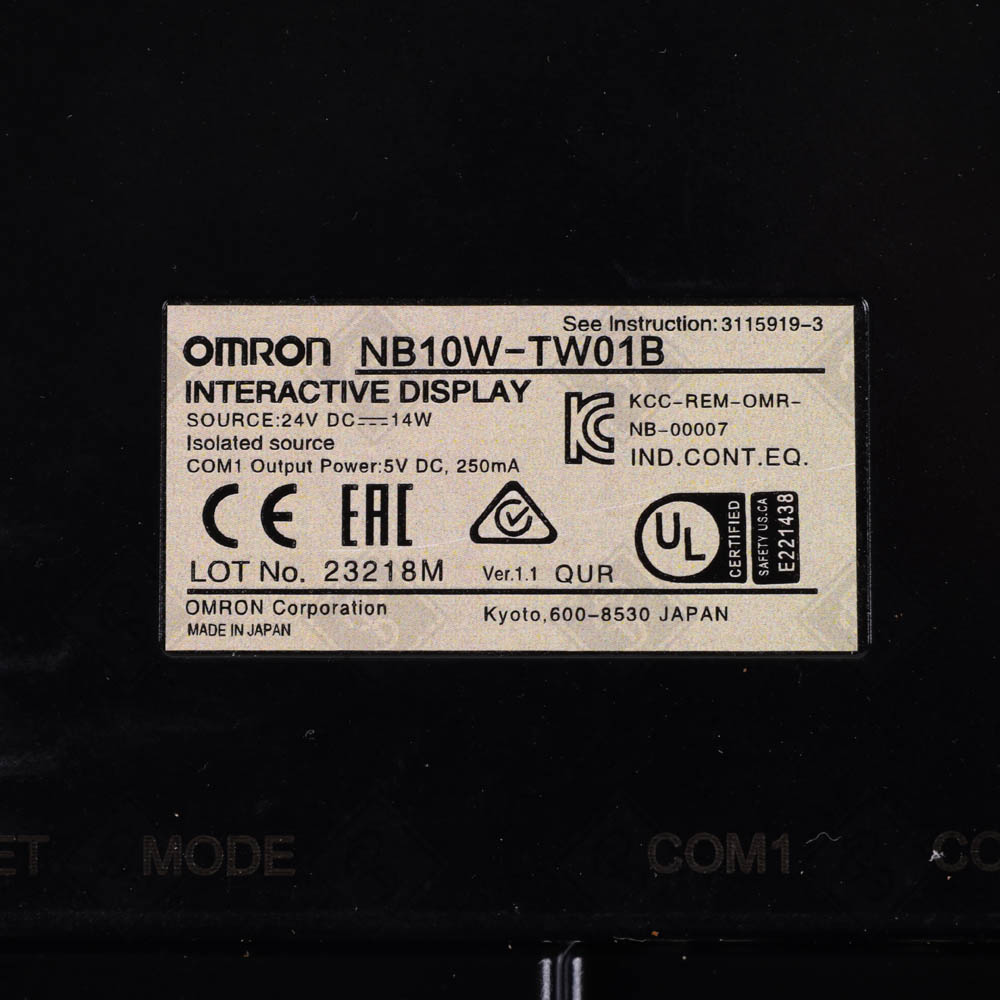 See Instruction:3115919-3
OMRON NB10W-TW01B
INTERACTIVE DISPLAY
SOURCE:24V DC⎓14W
Isolated source
COM1 Output Power:5V DC, 250mA
KCC-REM-OMR-
NB-00007
IND.CONT.EQ.
CE EAC
UL CERTIFIED
SAFETY US.CA
E221438
LOT No. 23218M Ver.1.1 QUR
OMRON Corporation Kyoto,600-8530 JAPAN
MADE IN JAPAN
ET MODE COM1 CO